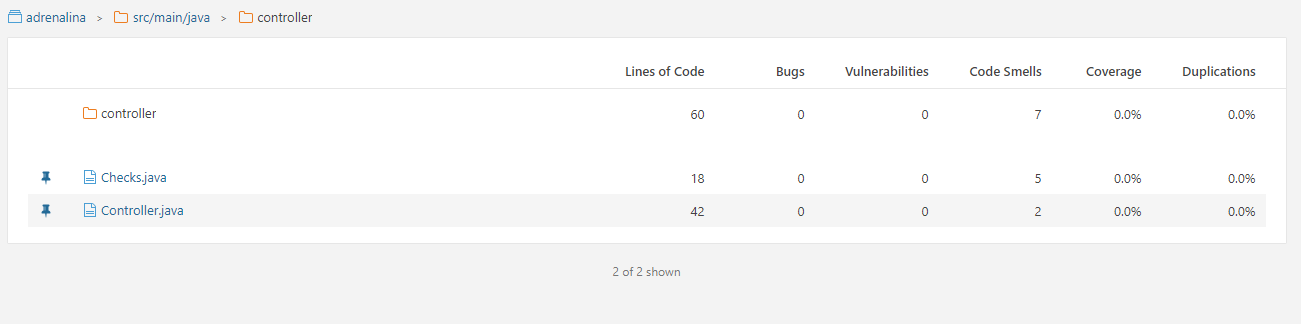 adrenalina > src/main/java > controller
Lines of Code Bugs Vulnerabilities Code Smells Coverage Duplications
controller 60 0 0 7 0.0% 0.0%
Checks.java 18 0 0 5 0.0% 0.0%
Controller.java 42 0 0 2 0.0% 0.0%
2 of 2 shown